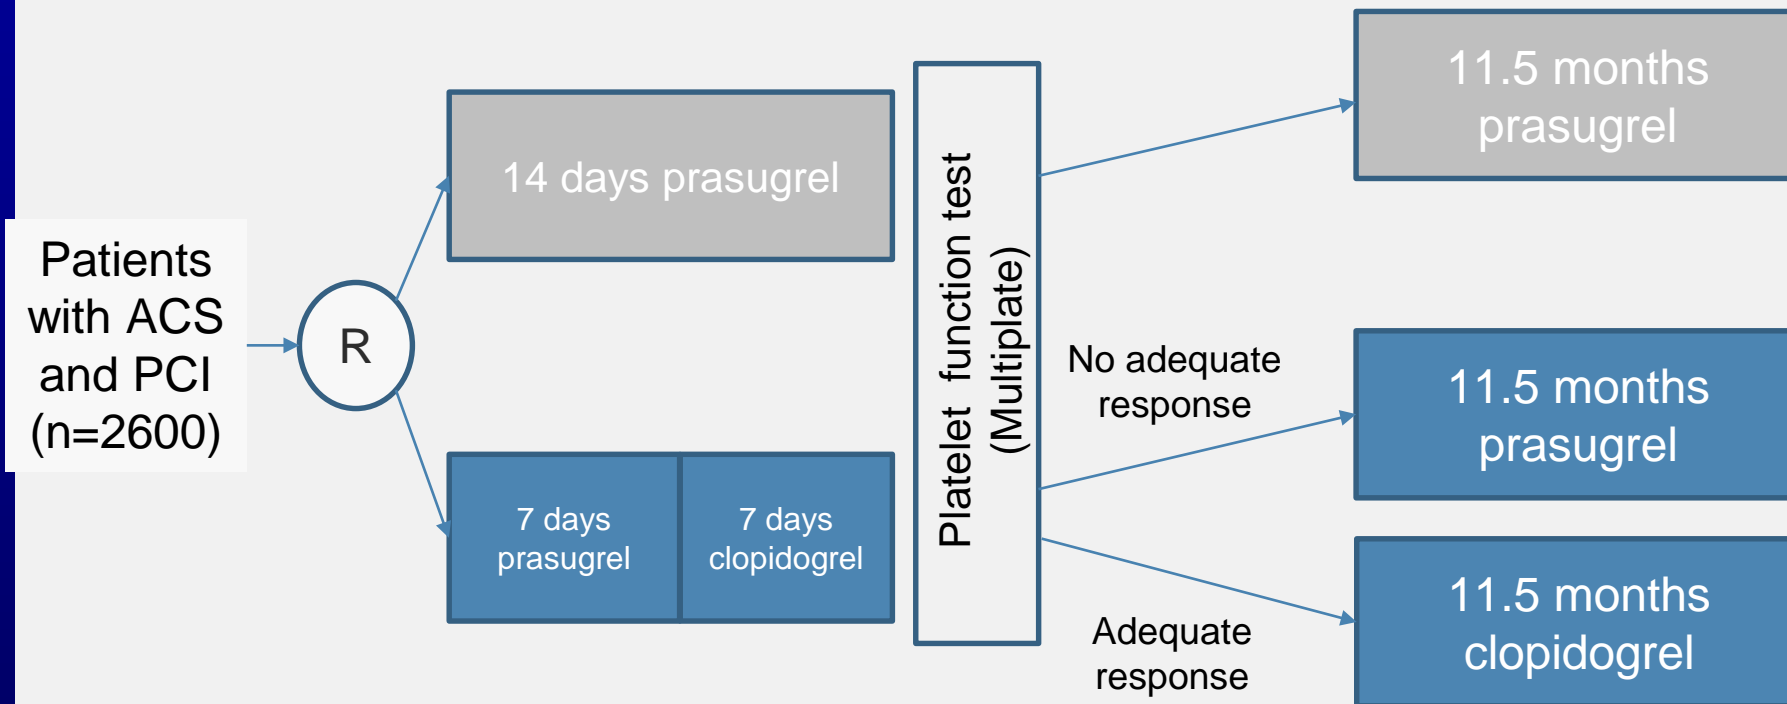 Patients
with ACS
and PCI
(n=2600)
R
14 days prasugrel
7 days
prasugrel
7 days
clopidogrel
Platelet function test
(Multiplate)
No adequate
response
Adequate
response
11.5 months
prasugrel
11.5 months
prasugrel
11.5 months
clopidogrel